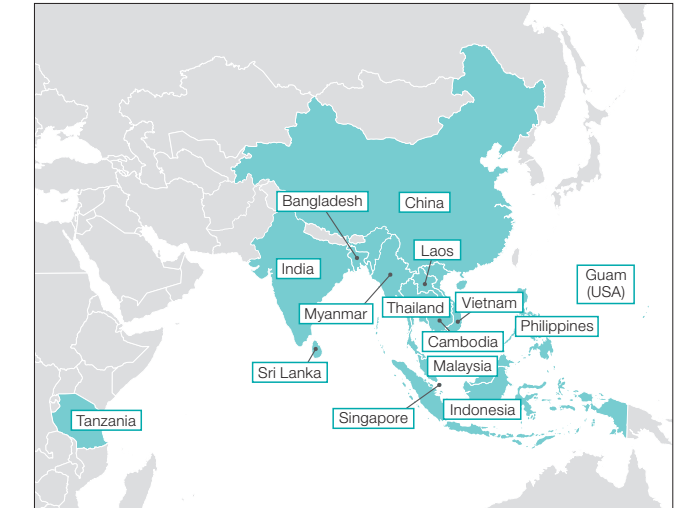 Bangladesh
China
Laos
India
Guam
(USA)
Myanmar
Thailand
Vietnam
Philippines
Cambodia
Sri Lanka
Malaysia
Singapore
Indonesia
Tanzania